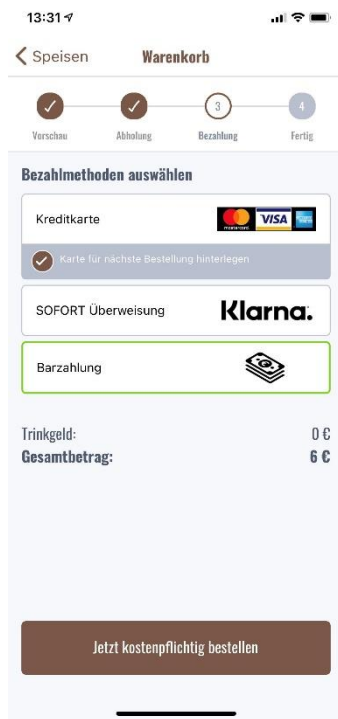 13:31
Speisen
Warenkorb
3
4
Vorschau
Abholung
Bezahlung
Fertig
Bezahlmethoden auswählen
Kreditkarte
mastercard
VISA
Karte für nächste Bestellung hinterlegen
SOFORT Überweisung
Klarna.
Barzahlung
Trinkgeld: 0 €
Gesamtbetrag: 6 €
Jetzt kostenpflichtig bestellen